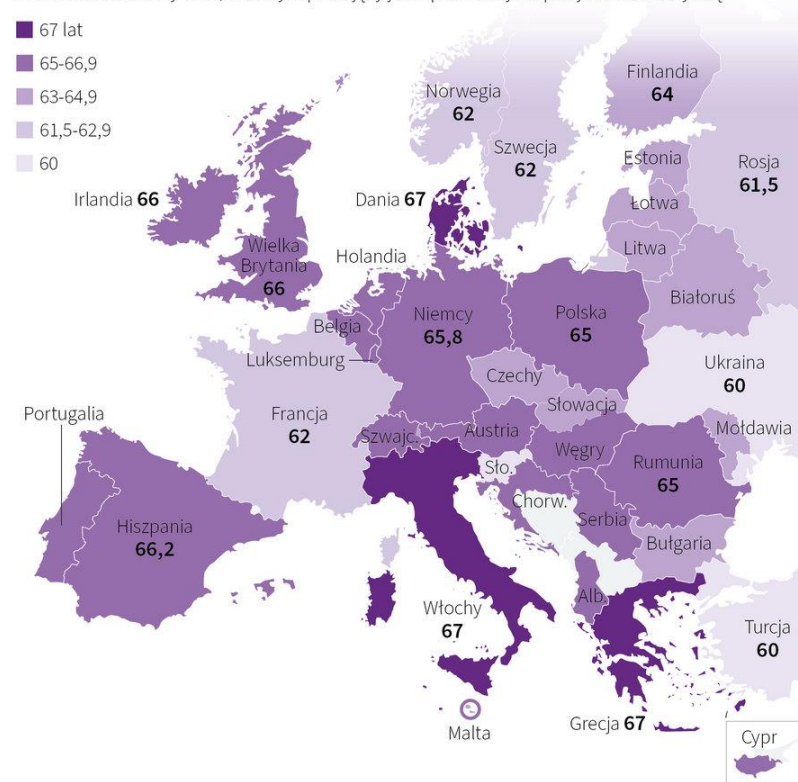 67 lat
65-66,9
63-64,9
61,5-62,9
60
Norwegia
62
Finlandia
64
Szwecja
62
Estonia
Rosja
61,5
Irlandia 66
Dania 67
Łotwa
Wielka
Brytania
66
Holandia
Litwa
Białoruś
Niemcy
65,8
Polska
65
Belgia
Luksemburg
Czechy
Ukraina
60
Słowacja
Portugalia
Francja
62
Szwajc.
Austria
Mołdawia
Węgry
Sło.
Rumunia
65
Chorw.
Serbia
Hiszpania
66,2
Bułgaria
Alb.
Włochy
67
Turcja
60
Malta
Grecja 67
Cypr